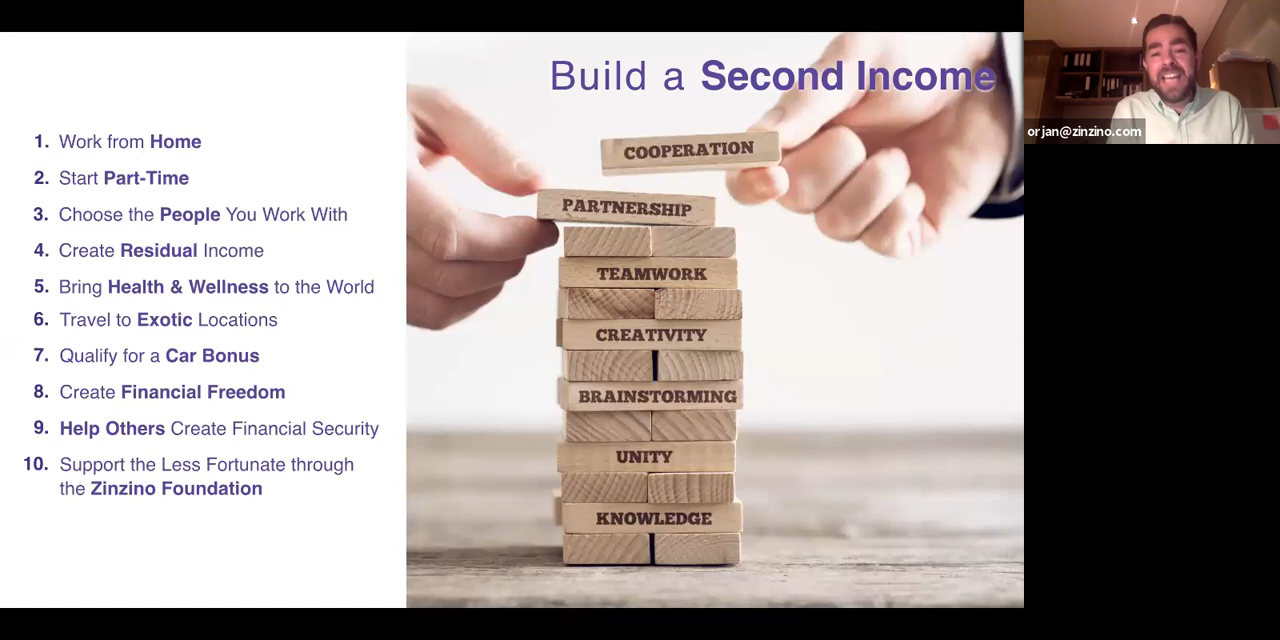 Build a Second Income
1. Work from Home
2. Start Part-Time
3. Choose the People You Work With
4. Create Residual Income
5. Bring Health & Wellness to the World
6. Travel to Exotic Locations
7. Qualify for a Car Bonus
8. Create Financial Freedom
9. Help Others Create Financial Security
10. Support the Less Fortunate through
the Zinzino Foundation
COOPERATION
PARTNERSHIP
TEAMWORK
CREATIVITY
BRAINSTORMING
UNITY
KNOWLEDGE
orjan@zinzino.com